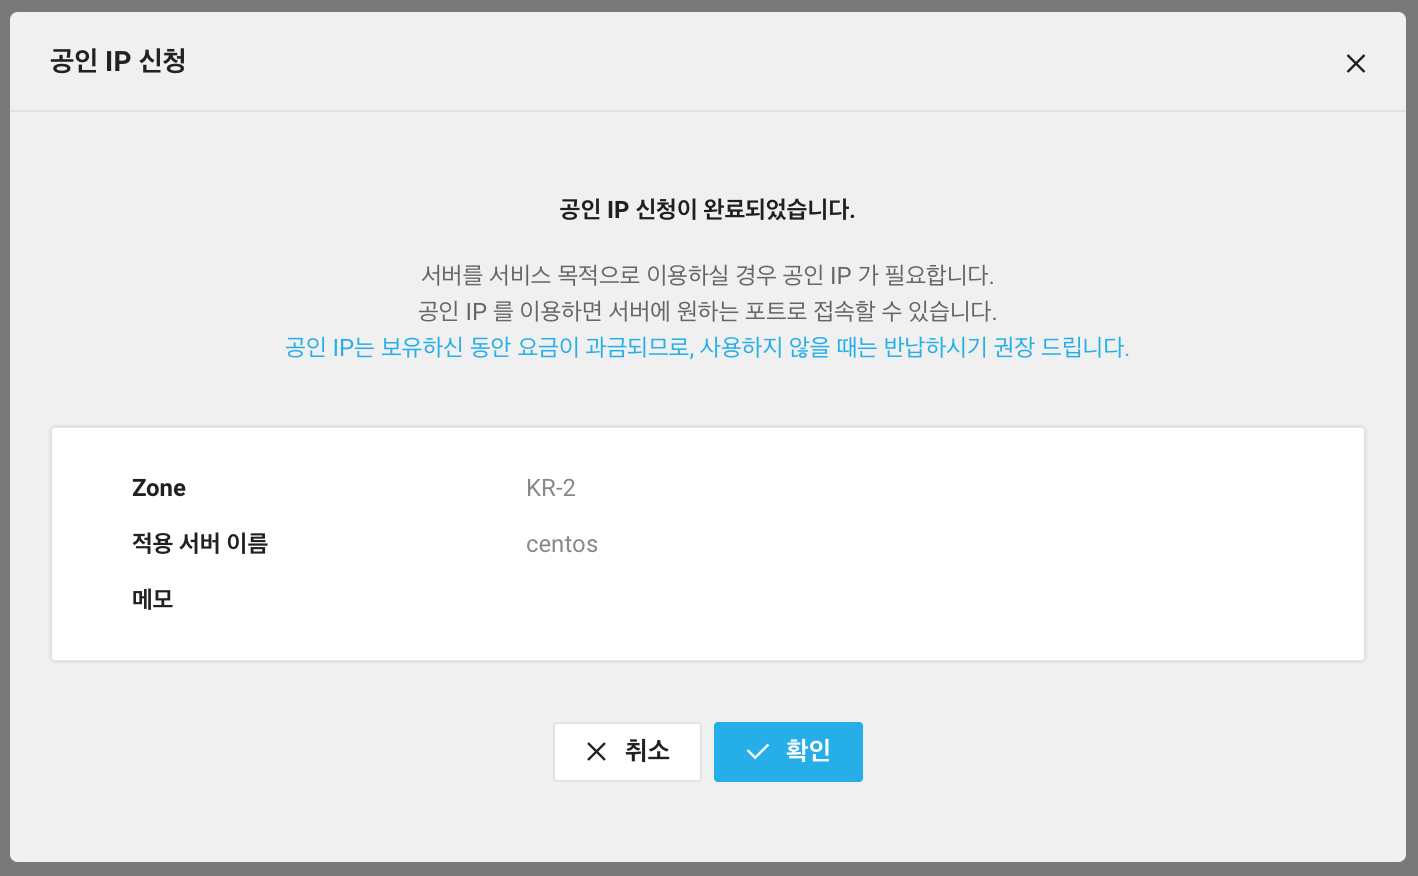 공인 IP 신청
공인 IP 신청이 완료되었습니다.
서버를 서비스 목적으로 이용하실 경우 공인 IP 가 필요합니다.
공인 IP 를 이용하면 서버에 원하는 포트로 접속할 수 있습니다.
공인 IP는 보유하신 동안 요금이 과금되므로, 사용하지 않을 때는 반납하시기 권장 드립니다.
Zone KR-2
적용 서버 이름 centos
메모
취소 확인